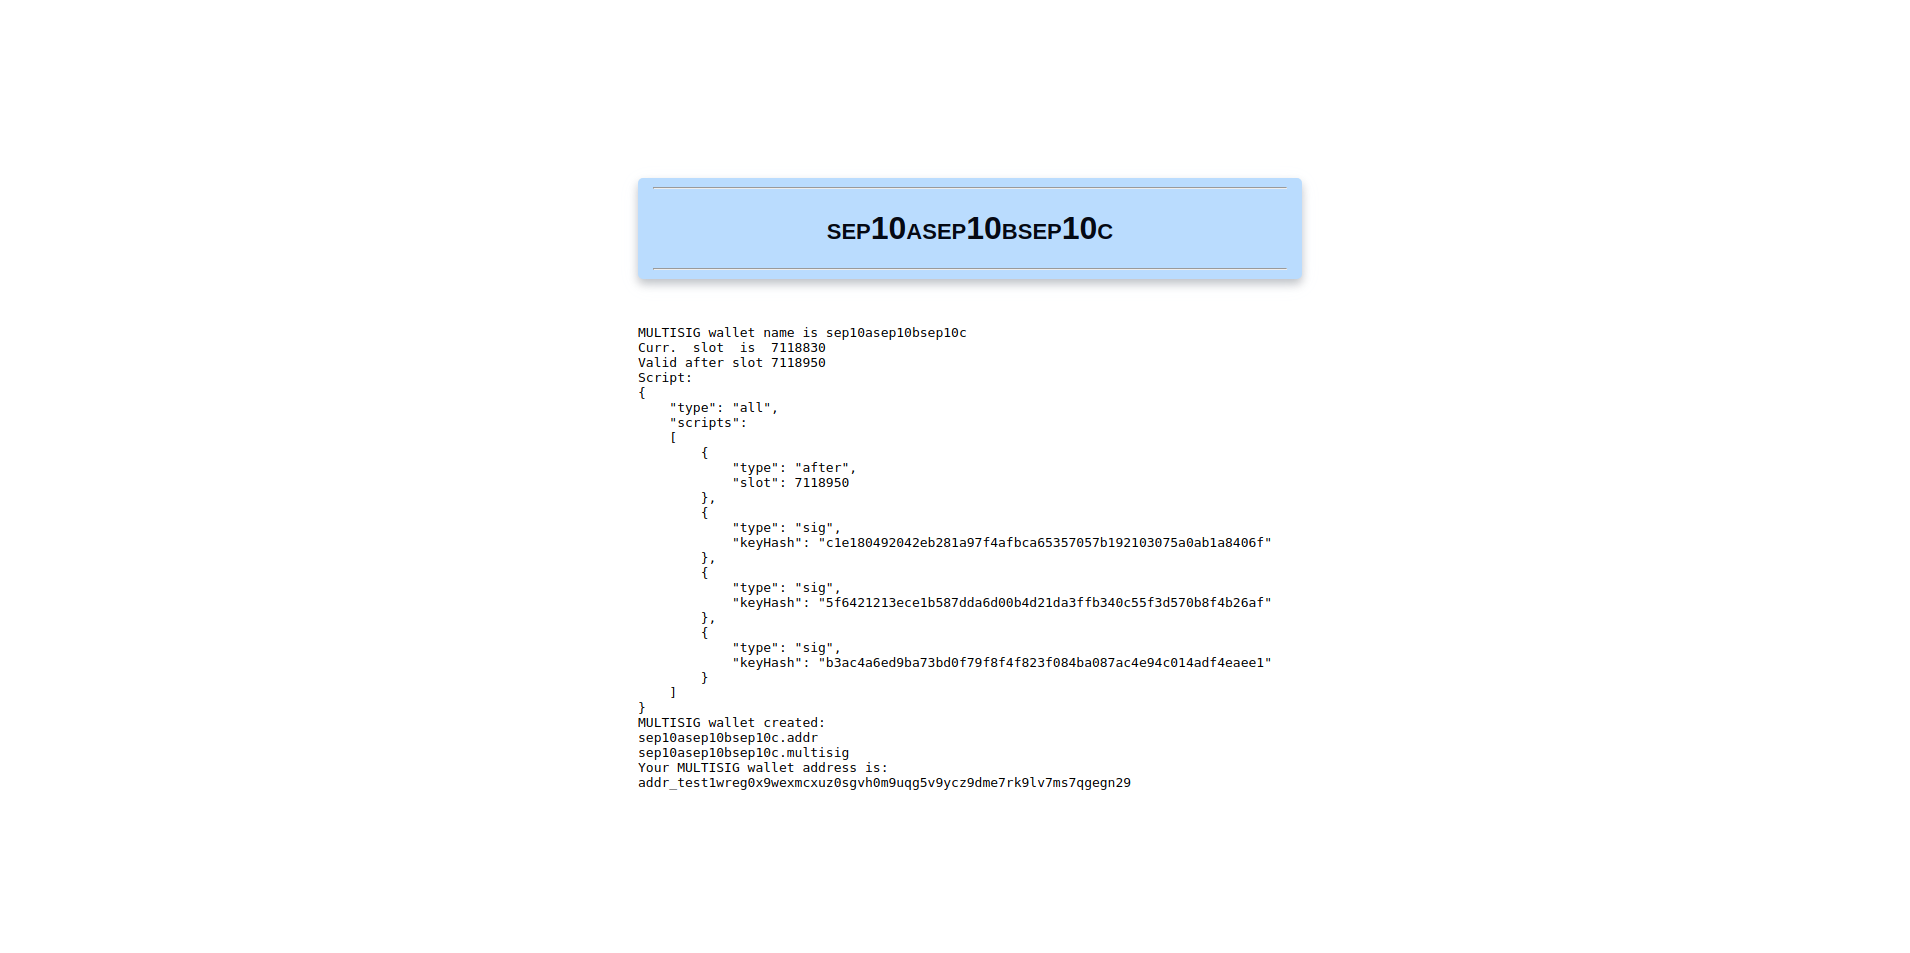 SEP10ASEP10BSEP10C
MULTISIG wallet name is sep10asep10bsep10c
Curr.  slot  is  7118830
Valid after slot 7118950
Script:
{
    "type": "all",
    "scripts":
    [
        {
            "type": "after",
            "slot": 7118950
        },
        {
            "type": "sig",
            "keyHash": "c1e180492042eb281a97f4afbca65357057b192103075a0ab1a8406f"
        },
        {
            "type": "sig",
            "keyHash": "5f6421213ece1b587dda6d00b4d21da3ffb340c55f3d570b8f4b26af"
        },
        {
            "type": "sig",
            "keyHash": "b3ac4a6ed9ba73bd0f79f8f4f823f084ba087ac4e94c014adf4eaee1"
        }
    ]
}
MULTISIG wallet created:
sep10asep10bsep10c.addr
sep10asep10bsep10c.multisig
Your MULTISIG wallet address is:
addr_test1wreg0x9wexmcxuz0sgvh0m9uqg5v9ycz9dme7rk9lv7ms7qgegn29